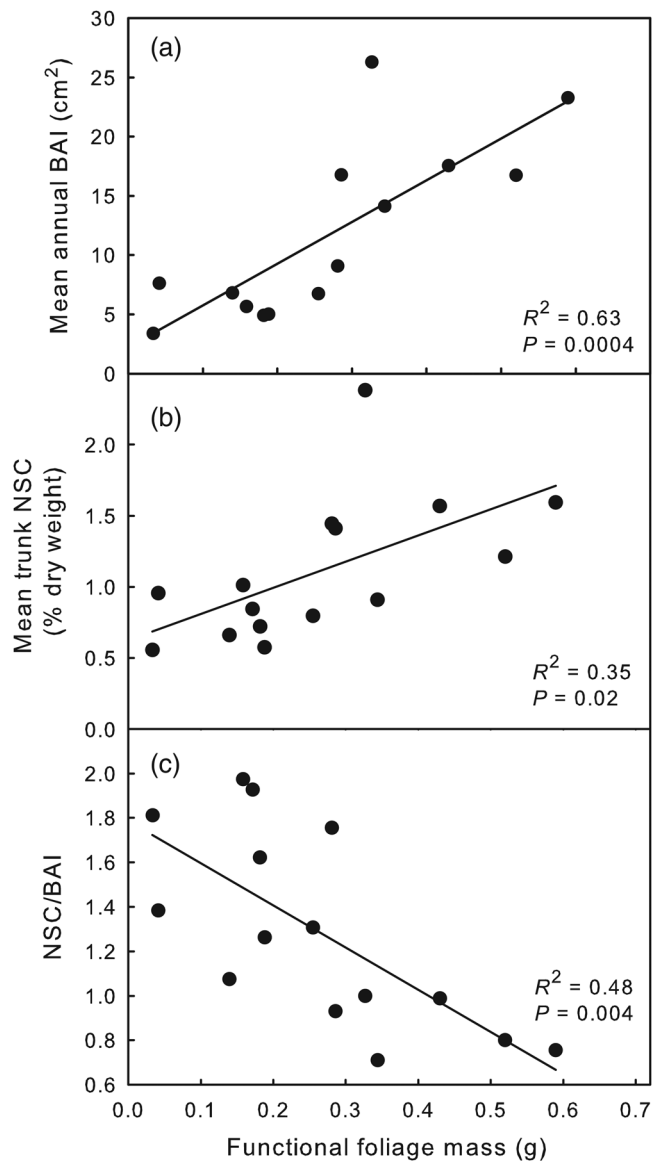 30
(a)
25
20
15
10
5
0
Mean annual BAI (cm²)
R² = 0.63
P = 0.0004
(b)
2.0
1.5
1.0
0.5
0.0
Mean trunk NSC
(% dry weight)
R² = 0.35
P = 0.02
(c)
2.0
1.8
1.6
1.4
1.2
1.0
0.8
0.6
NSC/BAI
R² = 0.48
P = 0.004
0.0 0.1 0.2 0.3 0.4 0.5 0.6 0.7
Functional foliage mass (g)